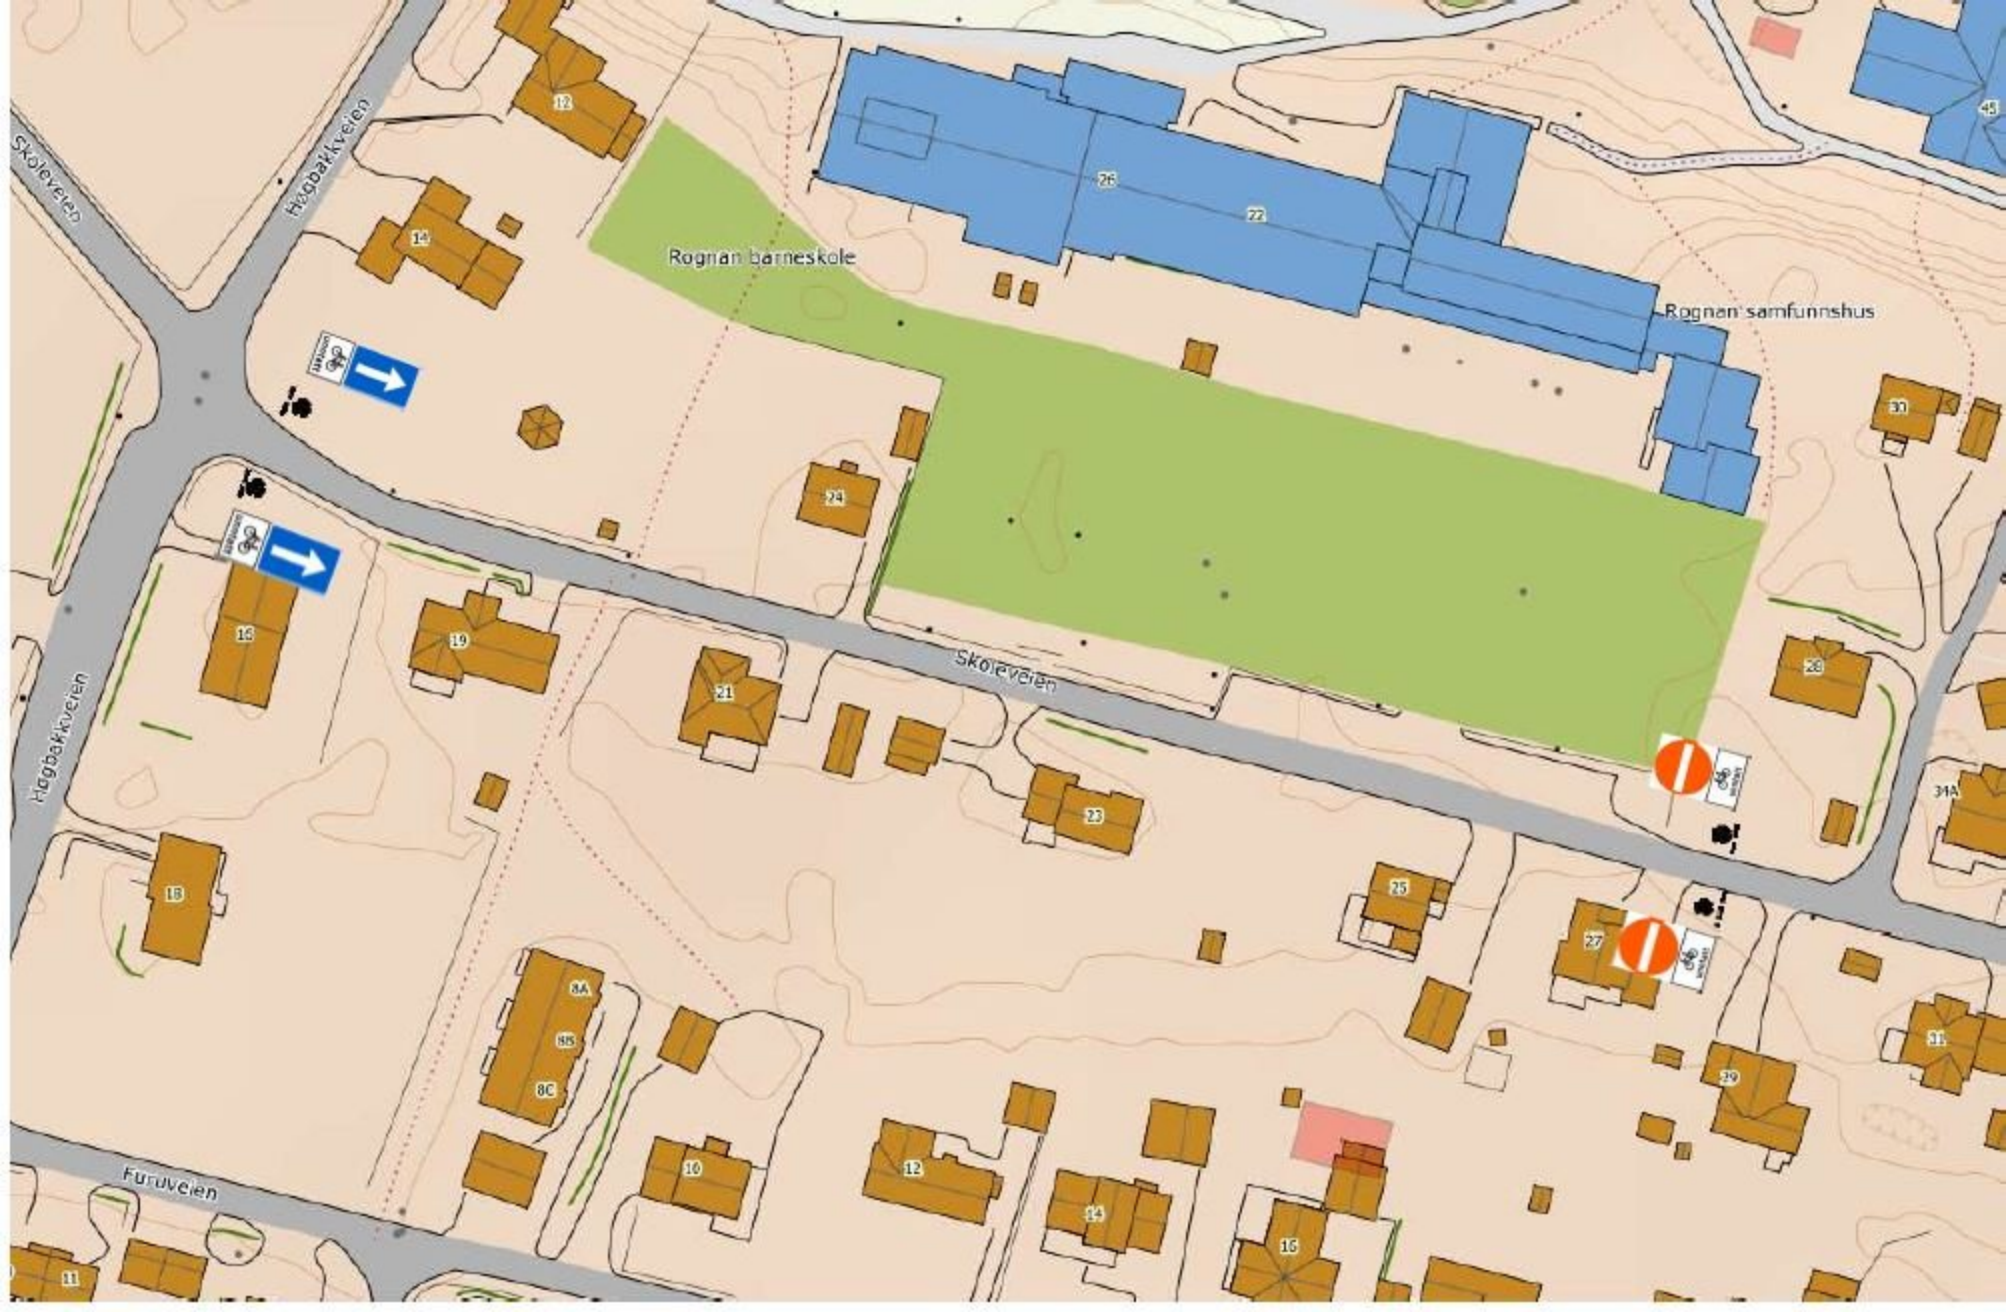 12
26
22
45
Høgbakkveien
Skoleveien
14
Rognan barneskole
Rognan samfunnshus
30
24
16
19
21
Skoleveien
28
34A
Høgbakkveien
23
25
27
18
8A
8B
8C
31
29
10
12
14
16
Furuveien
11